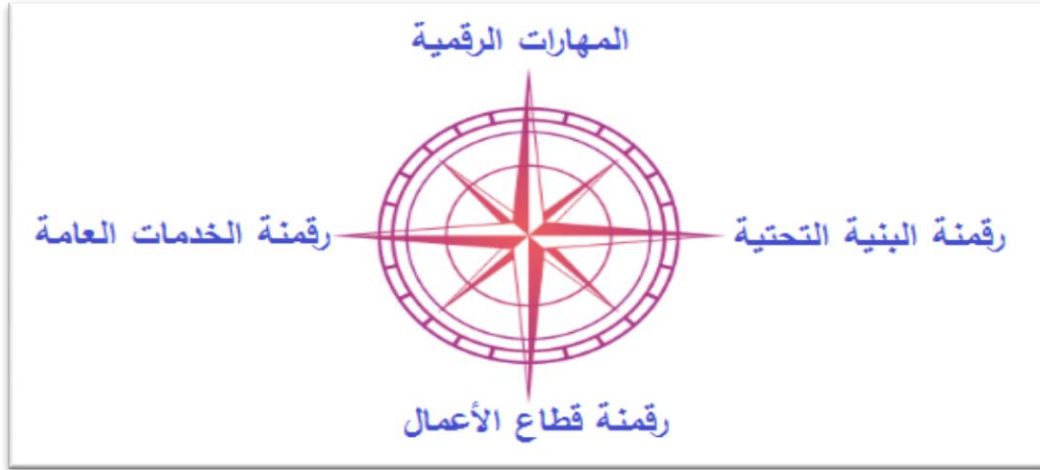 المهارات الرقمية
رقمنة البنية التحتية
رقمنة الخدمات العامة
رقمنة قطاع الأعمال